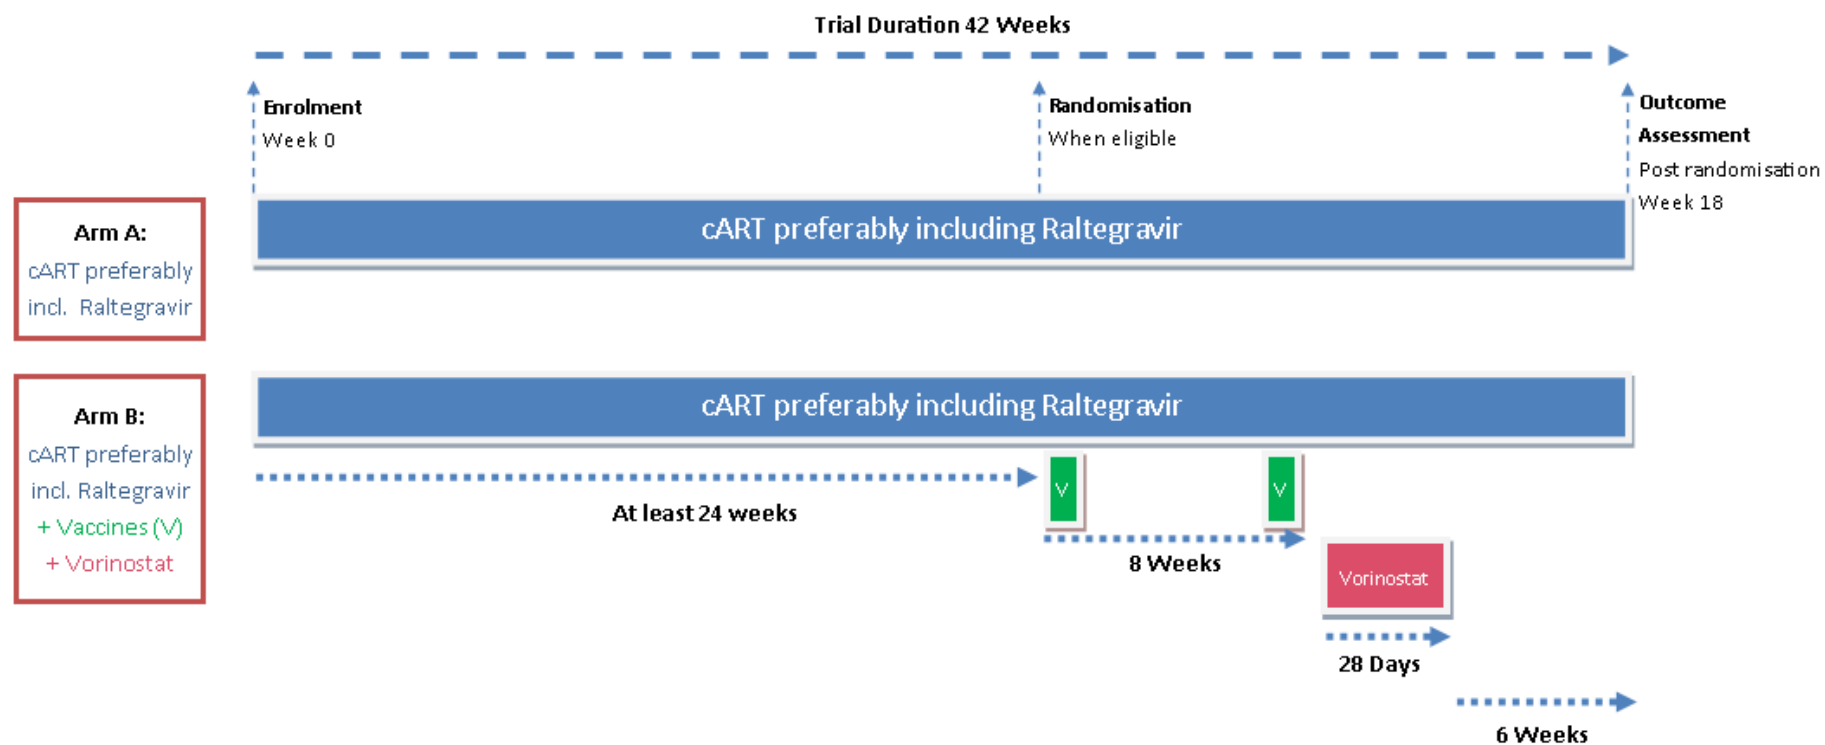 Trial Duration 42 Weeks
Enrolment
Week 0
Randomisation
When eligible
Outcome
Assessment
Post randomisation
Week 18
Arm A:
cART preferably
incl. Raltegravir
cART preferably including Raltegravir
Arm B:
cART preferably
incl. Raltegravir
+ Vaccines (V)
+ Vorinostat
cART preferably including Raltegravir
At least 24 weeks
V
V
8 Weeks
Vorinostat
28 Days
6 Weeks